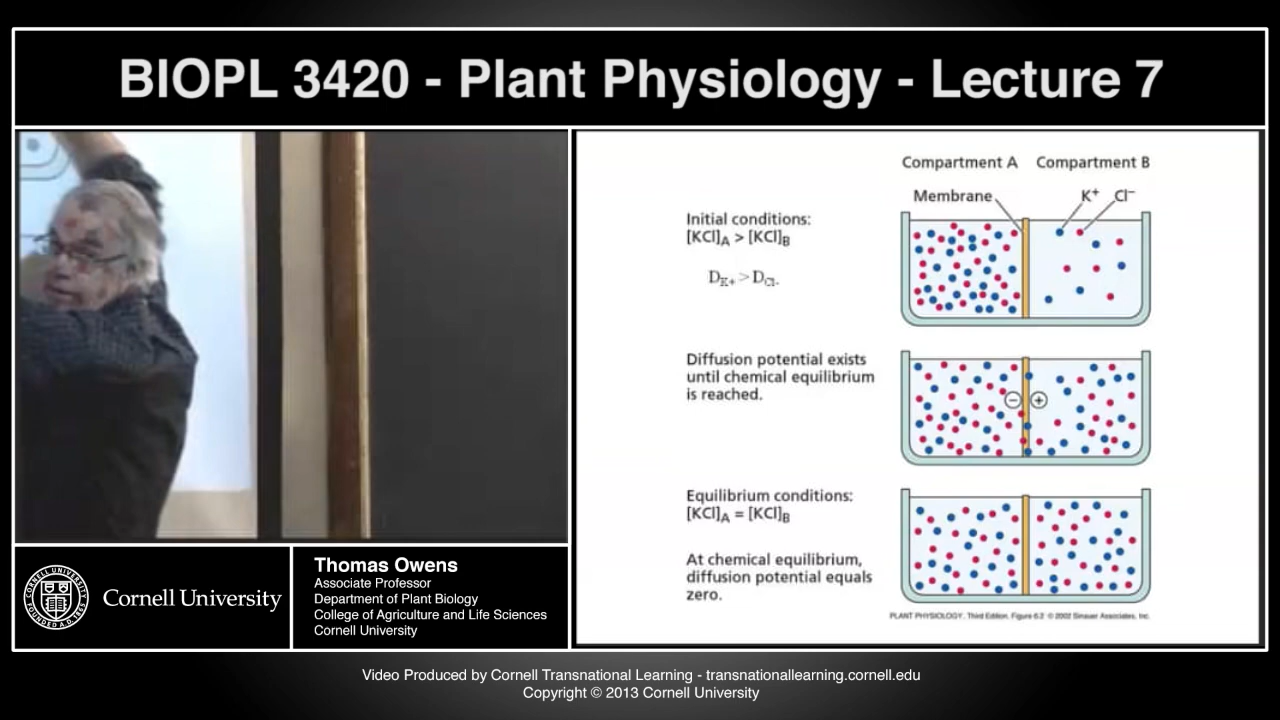 BIOPL 3420 - Plant Physiology - Lecture 7
Compartment A Compartment B
Membrane K⁺ Cl⁻
Initial conditions:
[KCl]A > [KCl]B
DK+ > DCl-
Diffusion potential exists
until chemical equilibrium
is reached.
− +
Equilibrium conditions:
[KCl]A = [KCl]B
At chemical equilibrium,
diffusion potential equals
zero.
PLANT PHYSIOLOGY, Third Edition, Figure 6.2 © 2002 Sinauer Associates, Inc.
Cornell University
Thomas Owens
Associate Professor
Department of Plant Biology
College of Agriculture and Life Sciences
Cornell University
Video Produced by Cornell Transnational Learning - transnationallearning.cornell.edu
Copyright © 2013 Cornell University